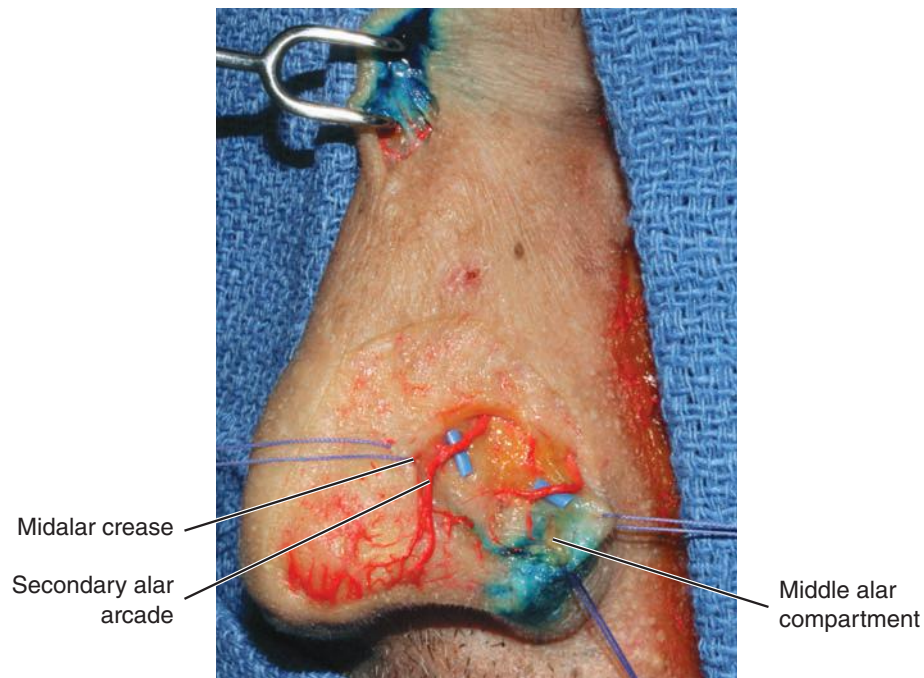 Midalar crease
Secondary alar
arcade
Middle alar
compartment